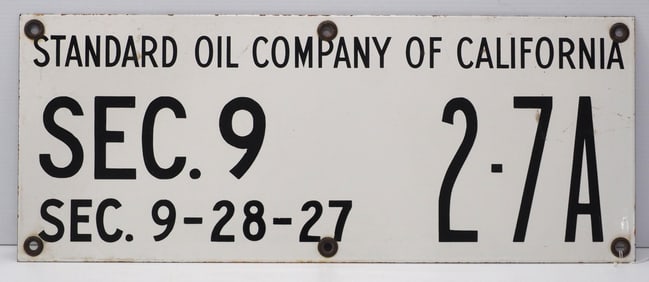 STANDARD OIL COMPANY OF CALIFORNIA
SEC. 9 2-7A
SEC. 9-28-27